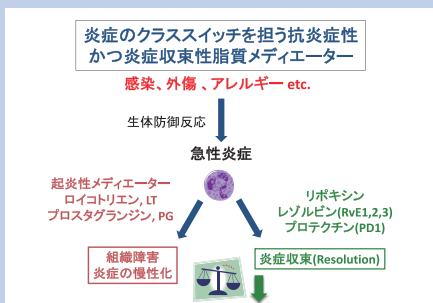 炎症のクラススイッチを担う抗炎症性
かつ炎症収束性脂質メディエーター
感染、外傷 、アレルギー etc.
生体防御反応
急性炎症
起炎性メディエーター
ロイコトリエン, LT
プロスタグランジン, PG
リポキシン
レゾルビン(RvE1,2,3)
プロテクチン(PD1)
組織障害
炎症の慢性化
炎症収束(Resolution)